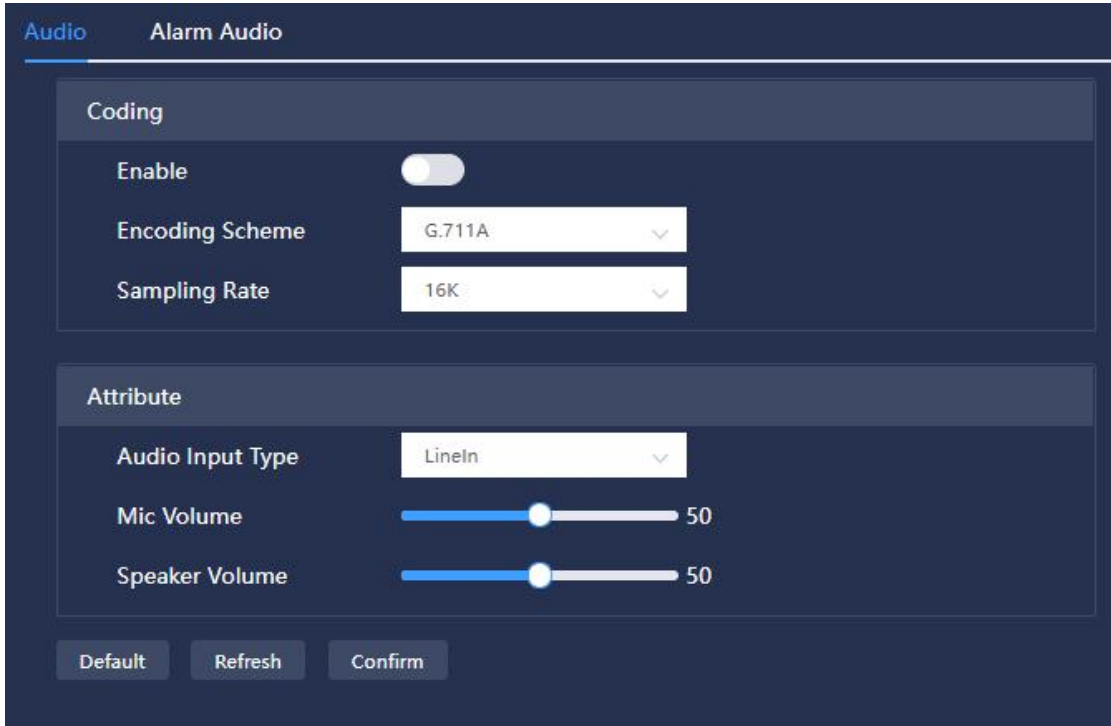 Audio Alarm Audio
Coding
Enable
Encoding Scheme G.711A
Sampling Rate 16K
Attribute
Audio Input Type LineIn
Mic Volume 50
Speaker Volume 50
Default Refresh Confirm